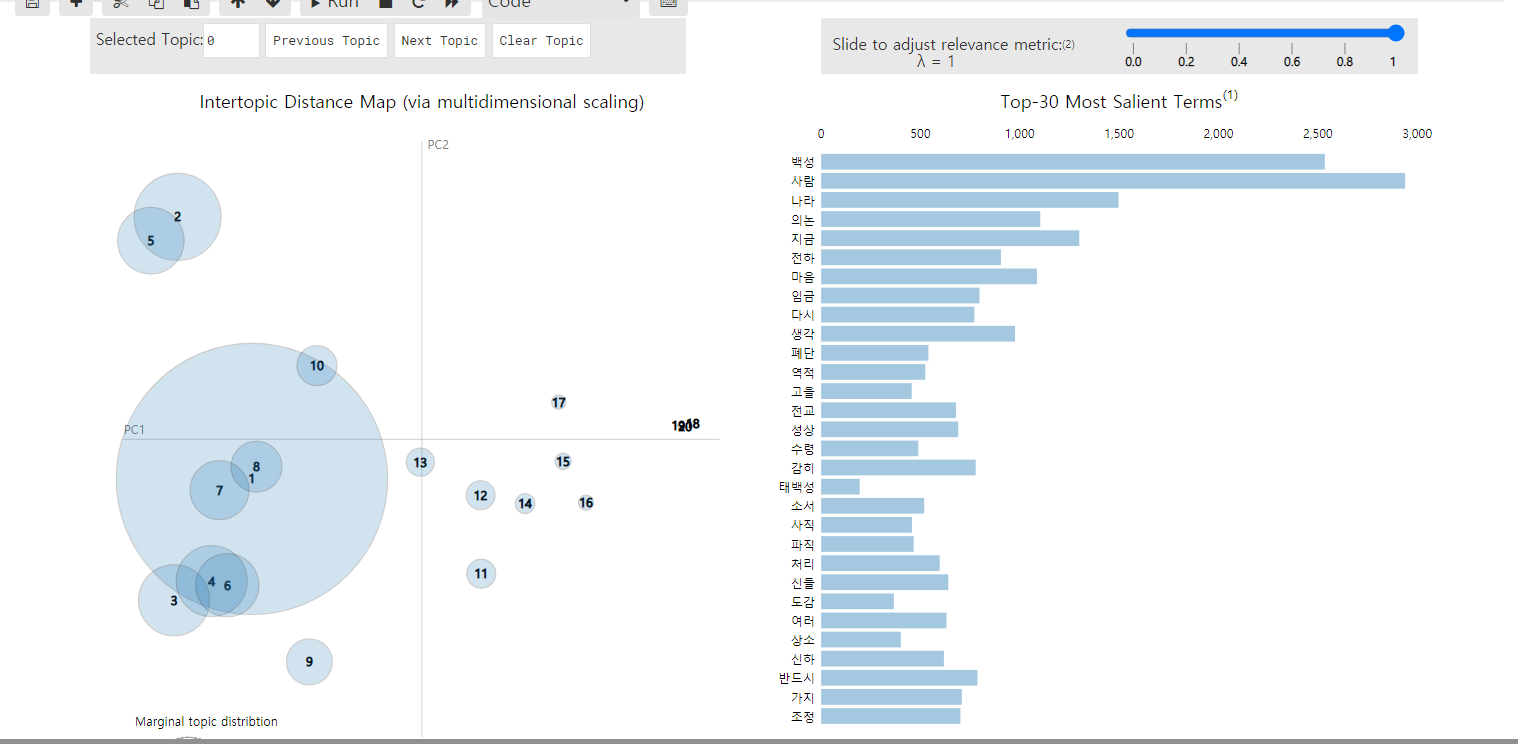 Run
Code
Selected Topic: 0
Previous Topic
Next Topic
Clear Topic
Slide to adjust relevance metric:(2)
λ = 1
0.0 0.2 0.4 0.6 0.8 1
Intertopic Distance Map (via multidimensional scaling)
PC2
2
5
10
17
18
PC1
13
15
8
1
7
12
14
16
4
6
3
11
9
Marginal topic distribtion
Top-30 Most Salient Terms(1)
0 500 1,000 1,500 2,000 2,500 3,000
백성
사람
나라
의논
지금
전하
마음
임금
다시
생각
폐단
역적
고을
전교
성상
수령
감히
태백성
소서
사직
파직
처리
신들
도감
여러
상소
신하
반드시
가지
조정